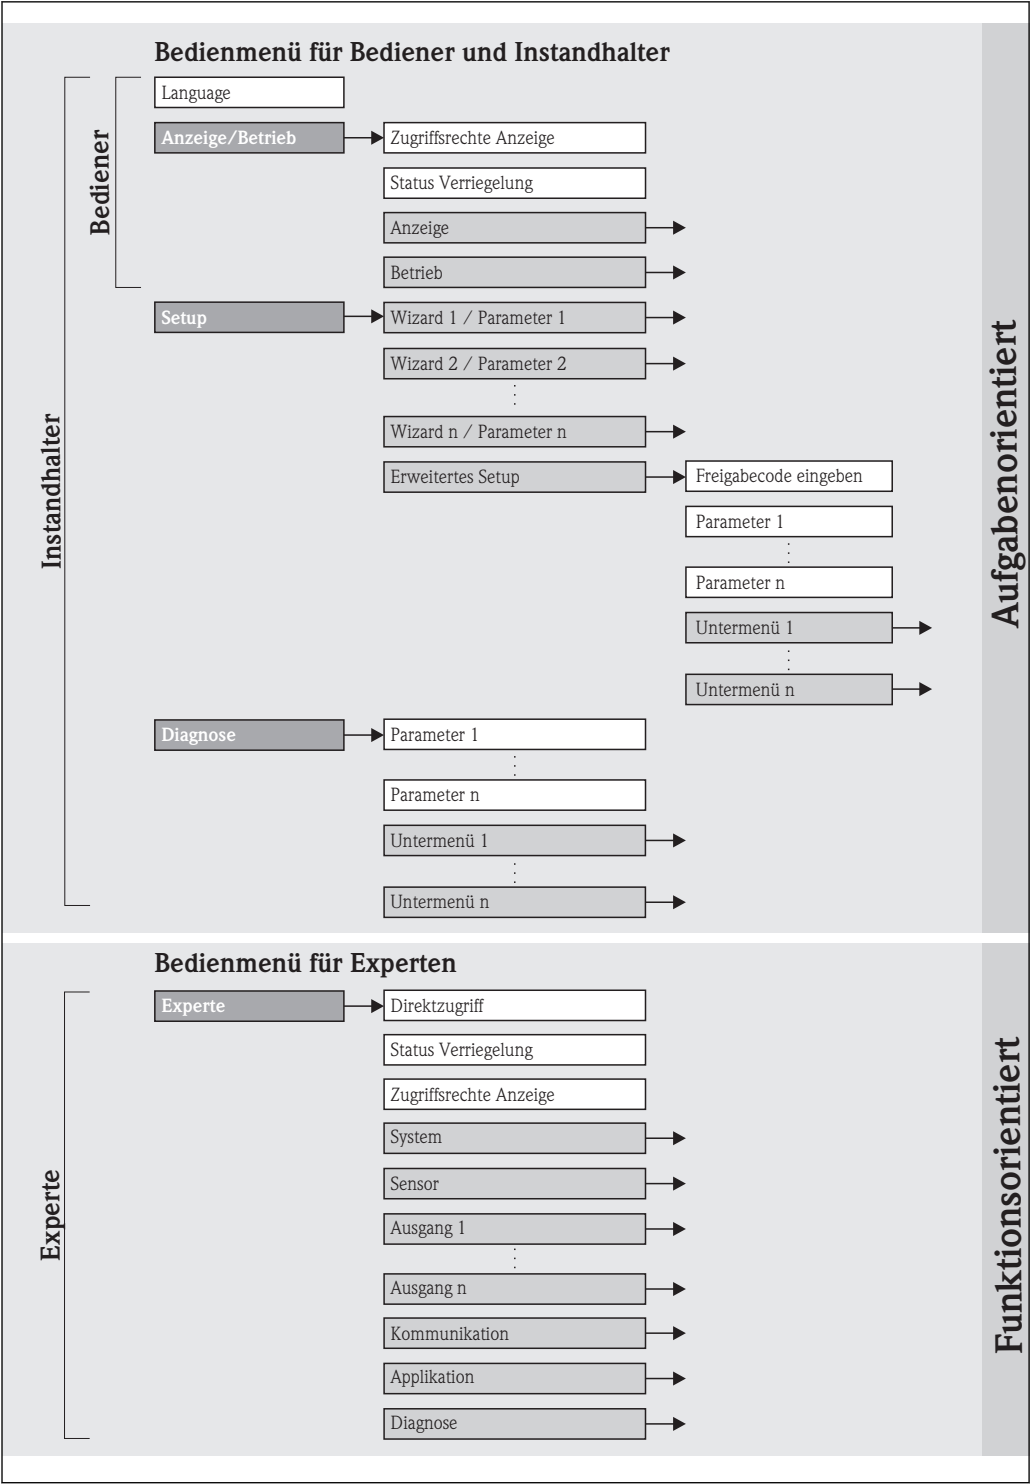 Bedienmenü für Bediener und Instandhalter
Language
Anzeige/Betrieb
Zugriffsrechte Anzeige
Status Verriegelung
Anzeige
Betrieb
Bediener
Setup
Wizard 1 / Parameter 1
Wizard 2 / Parameter 2
Wizard n / Parameter n
Erweitertes Setup
Freigabecode eingeben
Parameter 1
Parameter n
Untermenü 1
Untermenü n
Instandhalter
Diagnose
Parameter 1
Parameter n
Untermenü 1
Untermenü n
Aufgabenorientiert
Bedienmenü für Experten
Experte
Direktzugriff
Status Verriegelung
Zugriffsrechte Anzeige
System
Sensor
Ausgang 1
Ausgang n
Kommunikation
Applikation
Diagnose
Experte
Funktionsorientiert